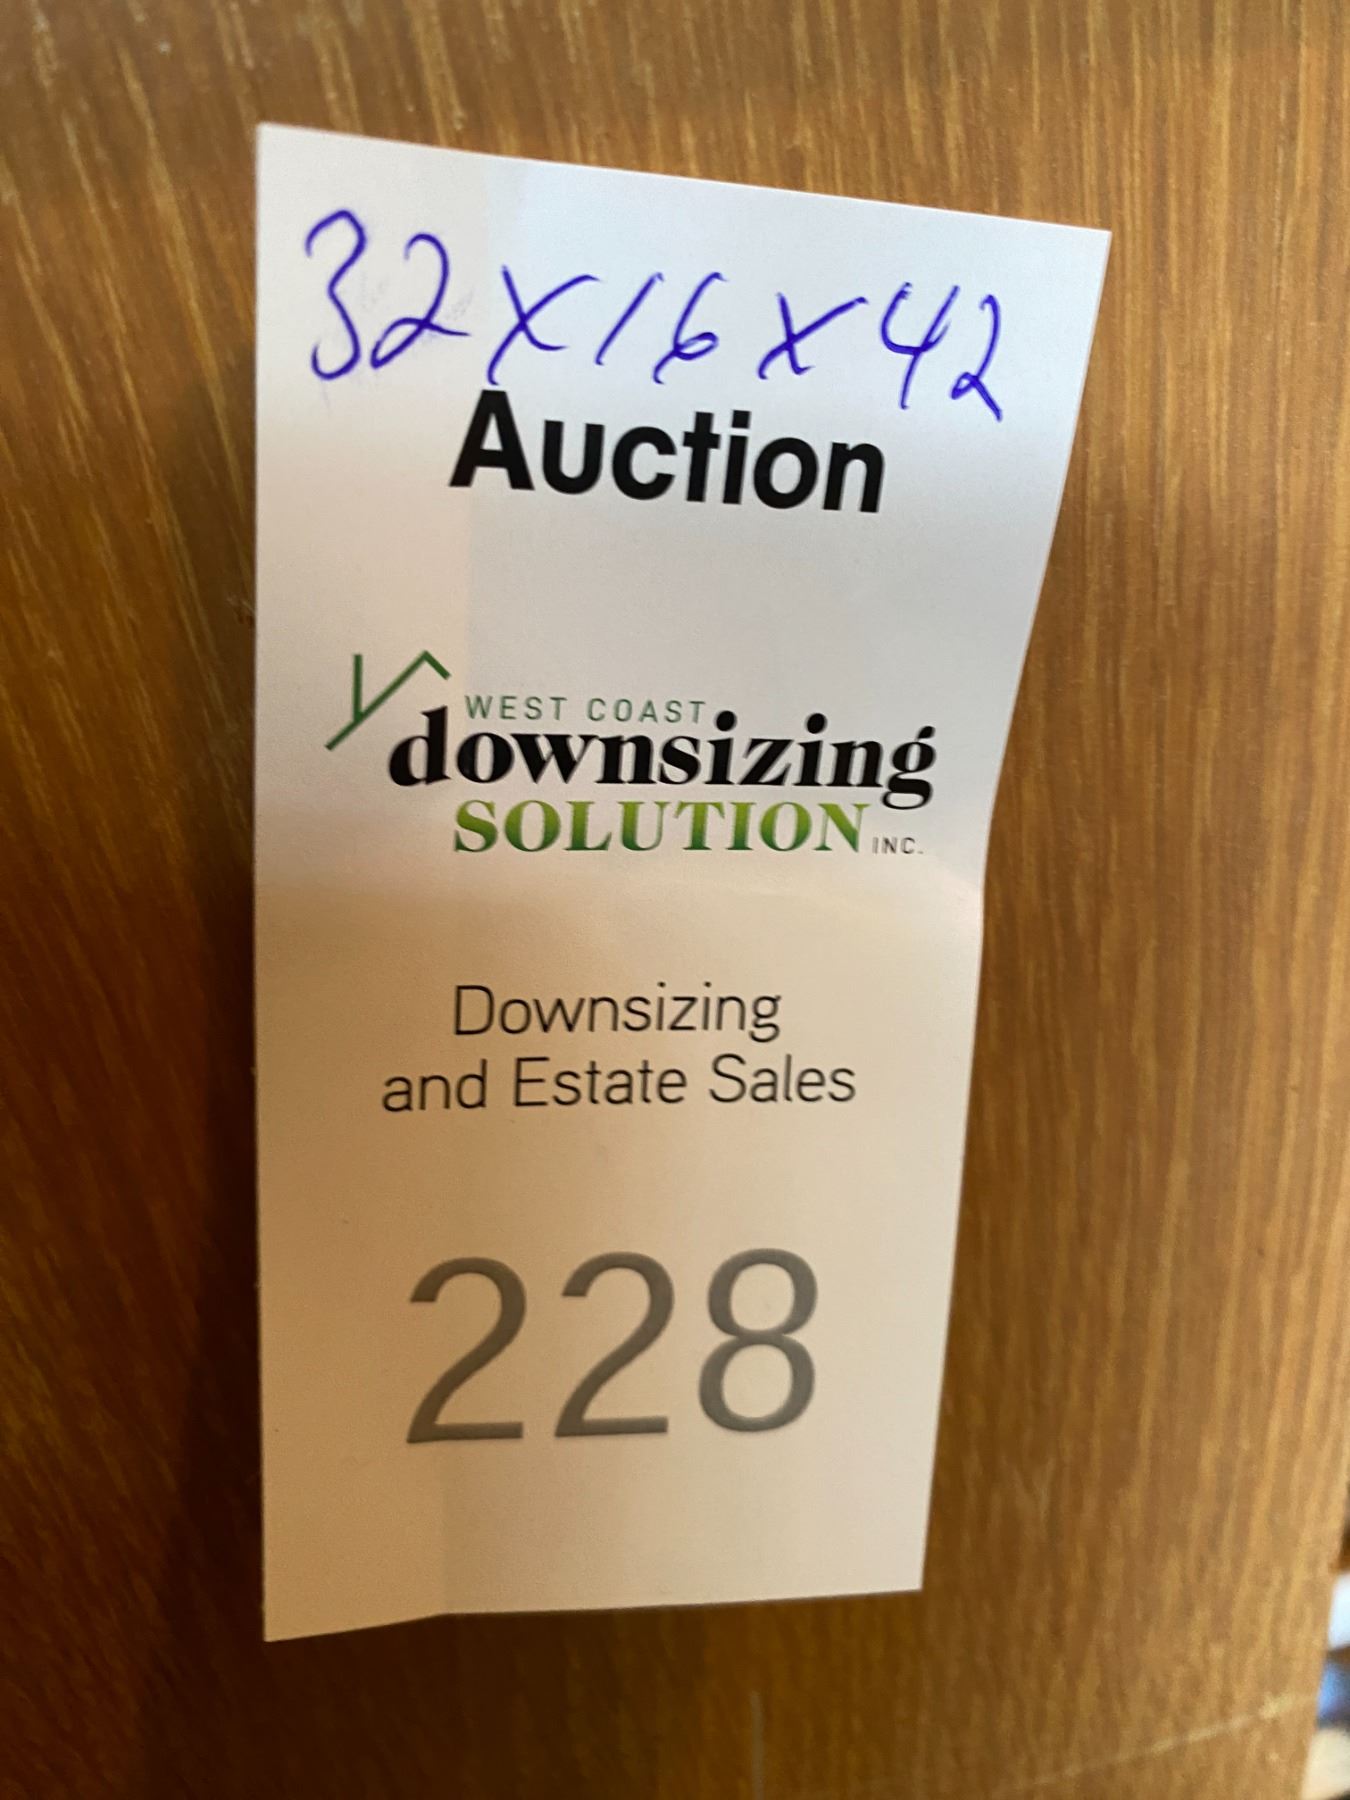 32x16x42
Auction
WEST COAST
downsizing
SOLUTION INC.
Downsizing
and Estate Sales
228